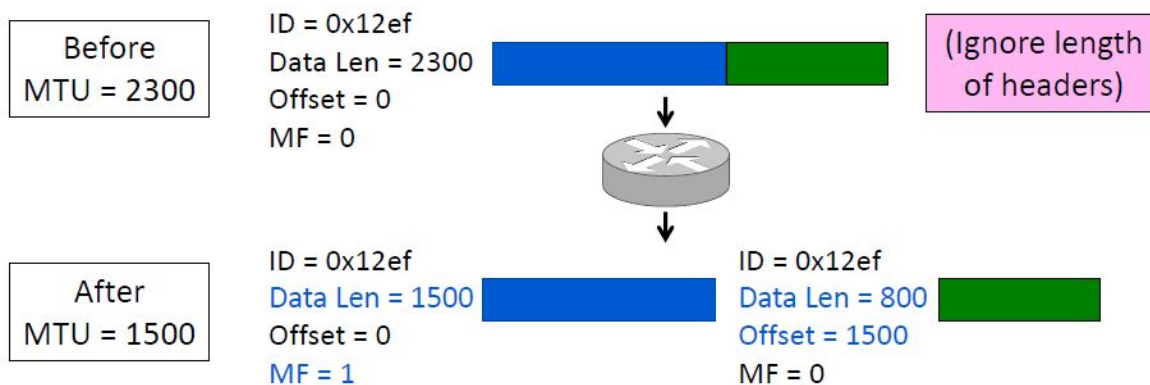 Before
MTU = 2300
ID = 0x12ef
Data Len = 2300
Offset = 0
MF = 0
(Ignore length
of headers)
After
MTU = 1500
ID = 0x12ef
Data Len = 1500
Offset = 0
MF = 1
ID = 0x12ef
Data Len = 800
Offset = 1500
MF = 0